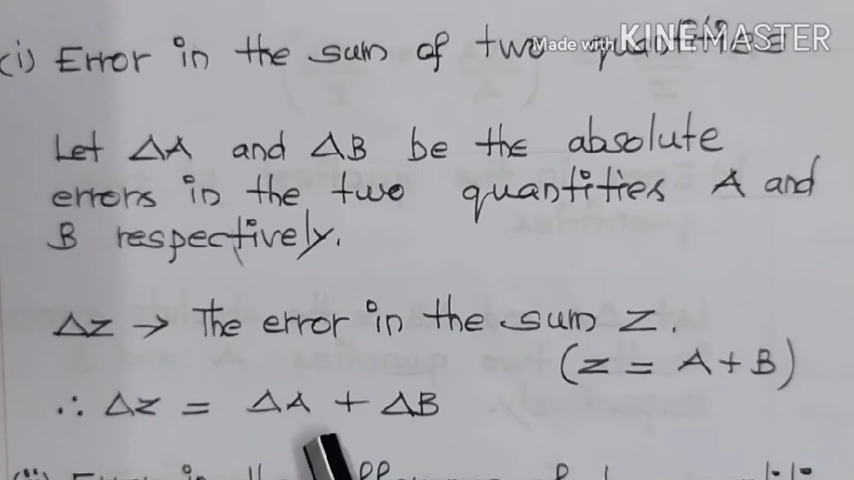 (i) Error in the sum of two quantities
Made with KINEMASTER
Let ΔA and ΔB be the absolute
errors in the two quantities A and
B respectively.
ΔZ → The error in the sum Z.
(Z = A + B)
∴ ΔZ = ΔA + ΔB